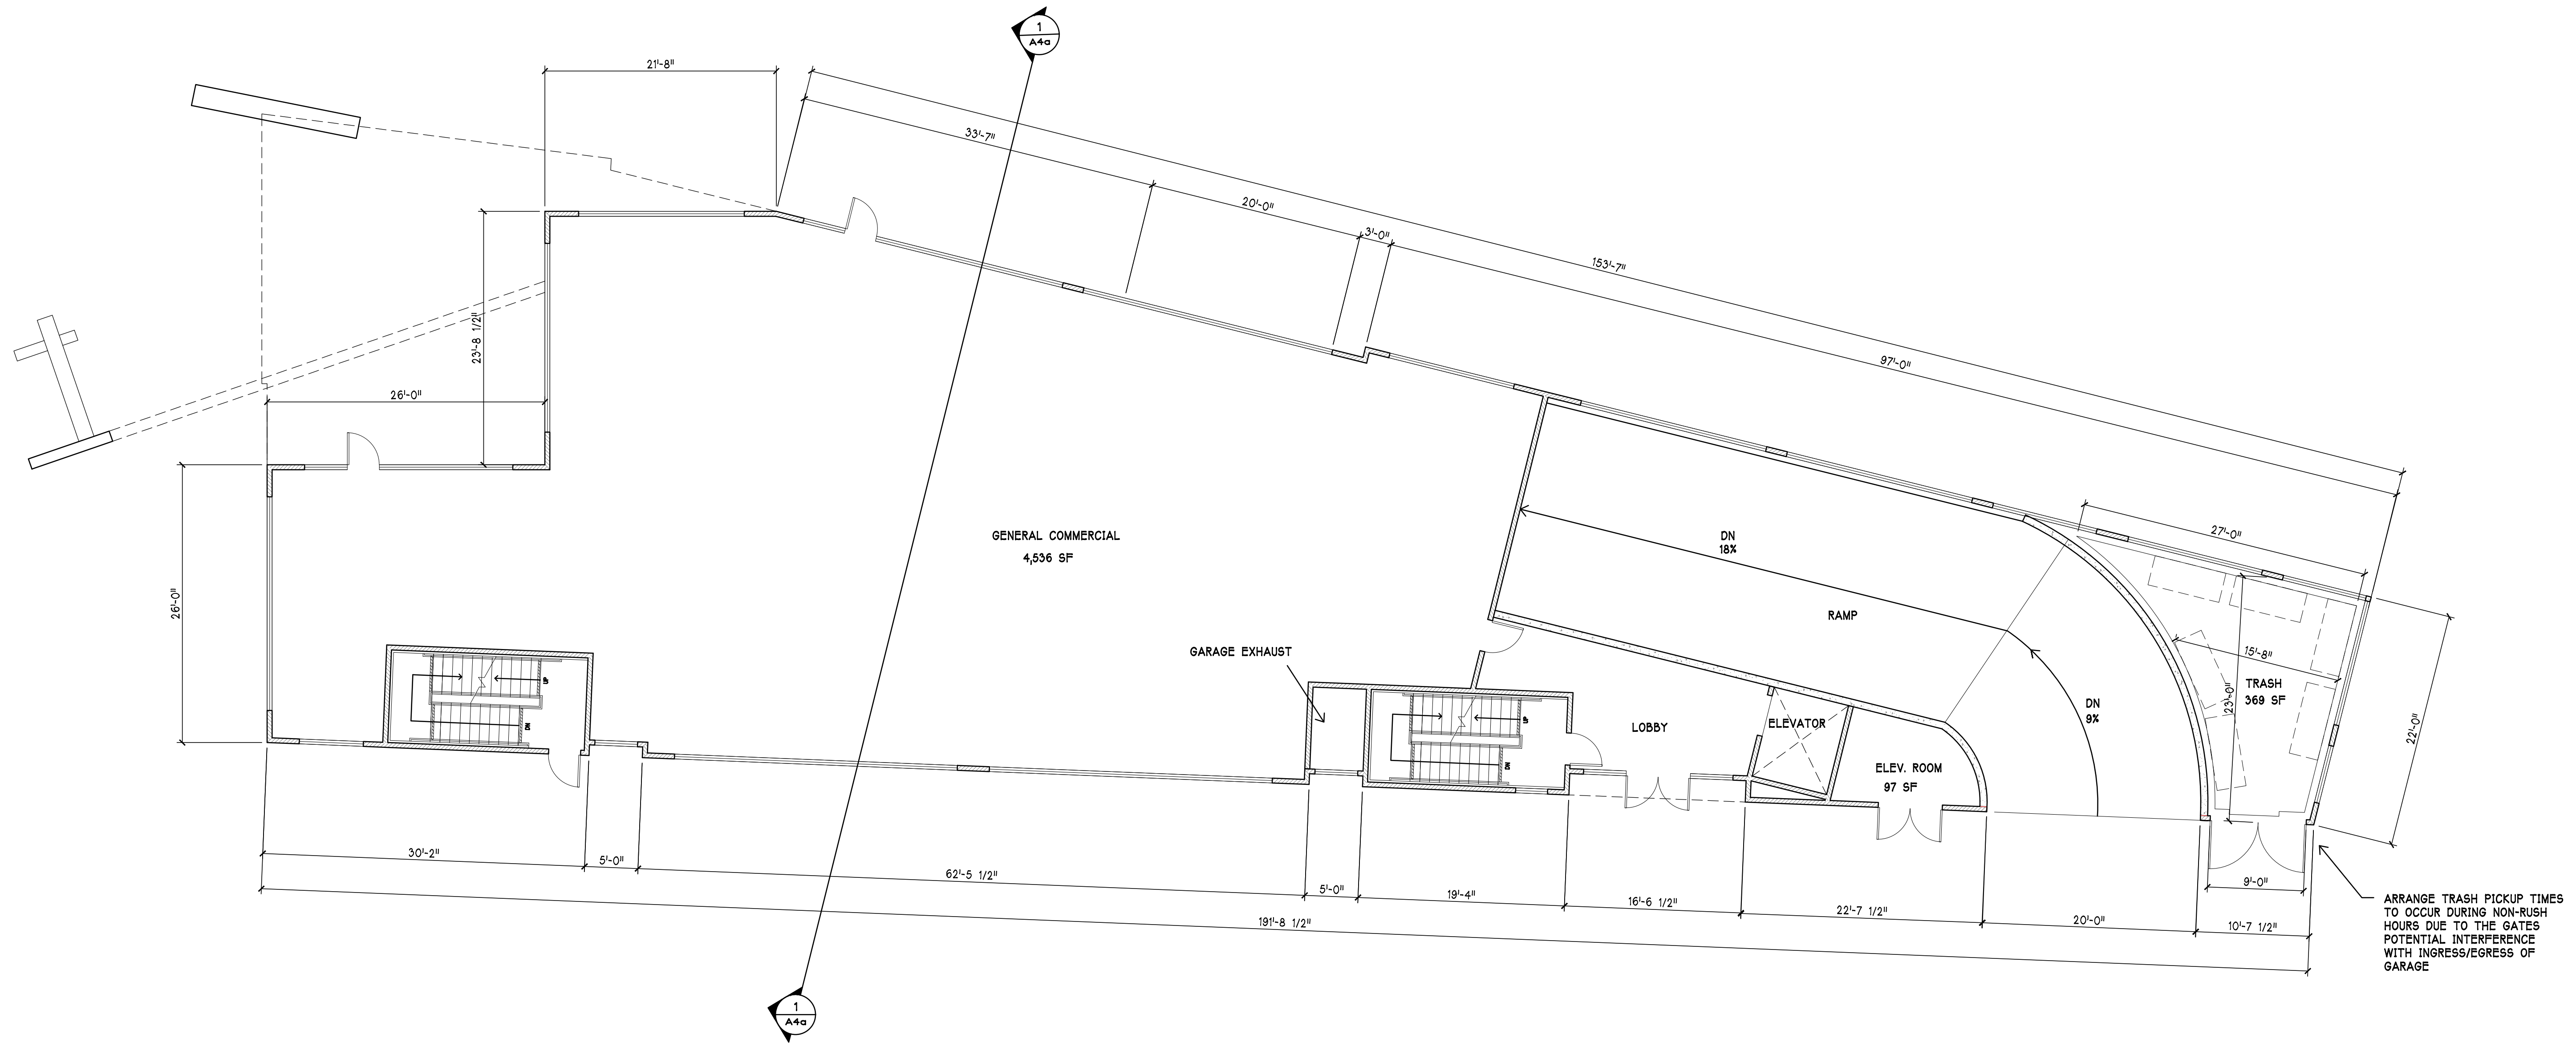 1
A4a
21'-8"
33'-7"
20'-0"
3'-0"
153'-7"
97'-0"
23'-8 1/2"
26'-0"
26'-0"
27'-0"
GENERAL COMMERCIAL
4,536 SF
DN
18%
RAMP
GARAGE EXHAUST
15'-8"
TRASH
369 SF
23'-0"
22'-0"
DN
9%
UP
DN
UP
DN
LOBBY
ELEVATOR
ELEV. ROOM
97 SF
30'-2"
5'-0"
62'-5 1/2"
5'-0"
19'-4"
16'-6 1/2"
22'-7 1/2"
20'-0"
10'-7 1/2"
9'-0"
191'-8 1/2"
ARRANGE TRASH PICKUP TIMES
TO OCCUR DURING NON-RUSH
HOURS DUE TO THE GATES
POTENTIAL INTERFERENCE
WITH INGRESS/EGRESS OF
GARAGE
1
A4a